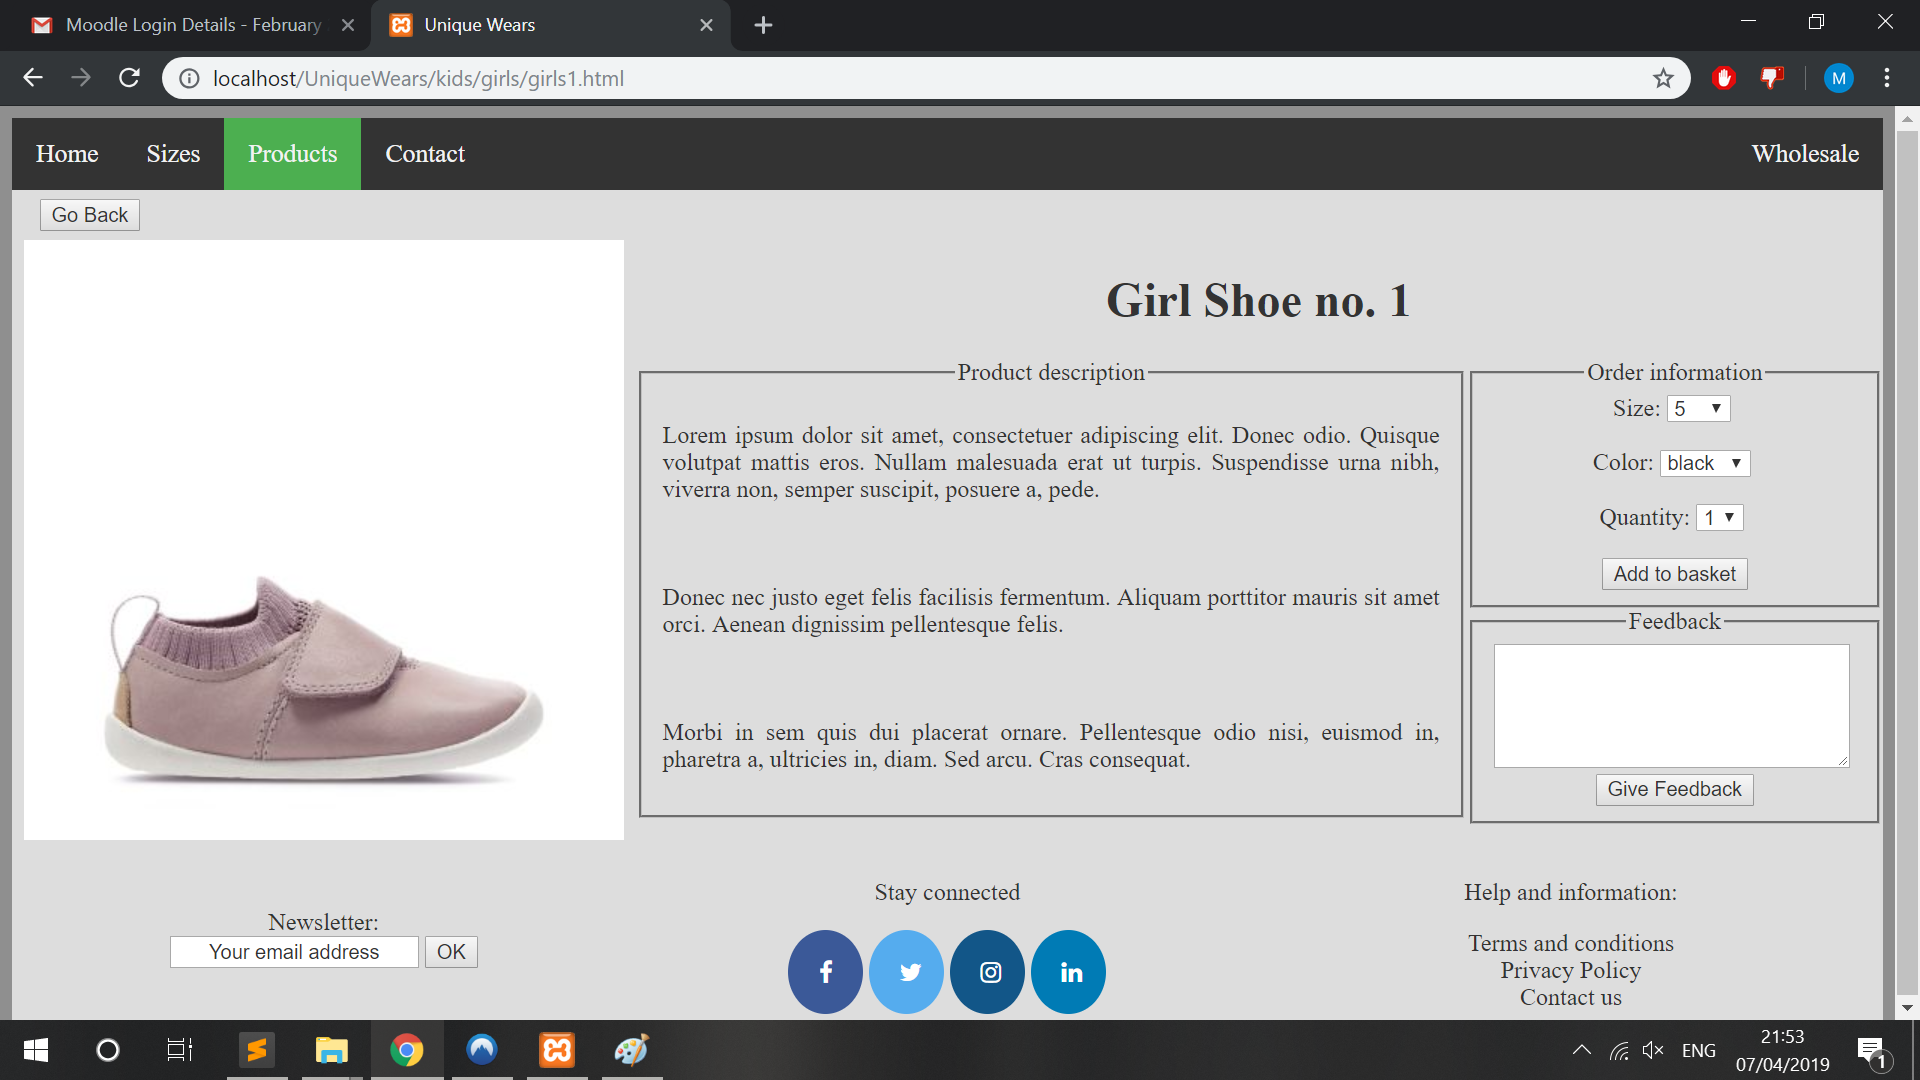 Moodle Login Details - February
Unique Wears
localhost/UniqueWears/kids/girls/girls1.html
M
Home
Sizes
Products
Contact
Wholesale
Go Back
Girl Shoe no. 1
Product description
Lorem ipsum dolor sit amet, consectetuer adipiscing elit. Donec odio. Quisque
volutpat mattis eros. Nullam malesuada erat ut turpis. Suspendisse urna nibh,
viverra non, semper suscipit, posuere a, pede.
Donec nec justo eget felis facilisis fermentum. Aliquam porttitor mauris sit amet
orci. Aenean dignissim pellentesque felis.
Morbi in sem quis dui placerat ornare. Pellentesque odio nisi, euismod in,
pharetra a, ultricies in, diam. Sed arcu. Cras consequat.
Order information
Size: 5
Color: black
Quantity: 1
Add to basket
Feedback
Give Feedback
Newsletter:
Your email address OK
Stay connected
Help and information:
Terms and conditions
Privacy Policy
Contact us
ENG
21:53
07/04/2019
1